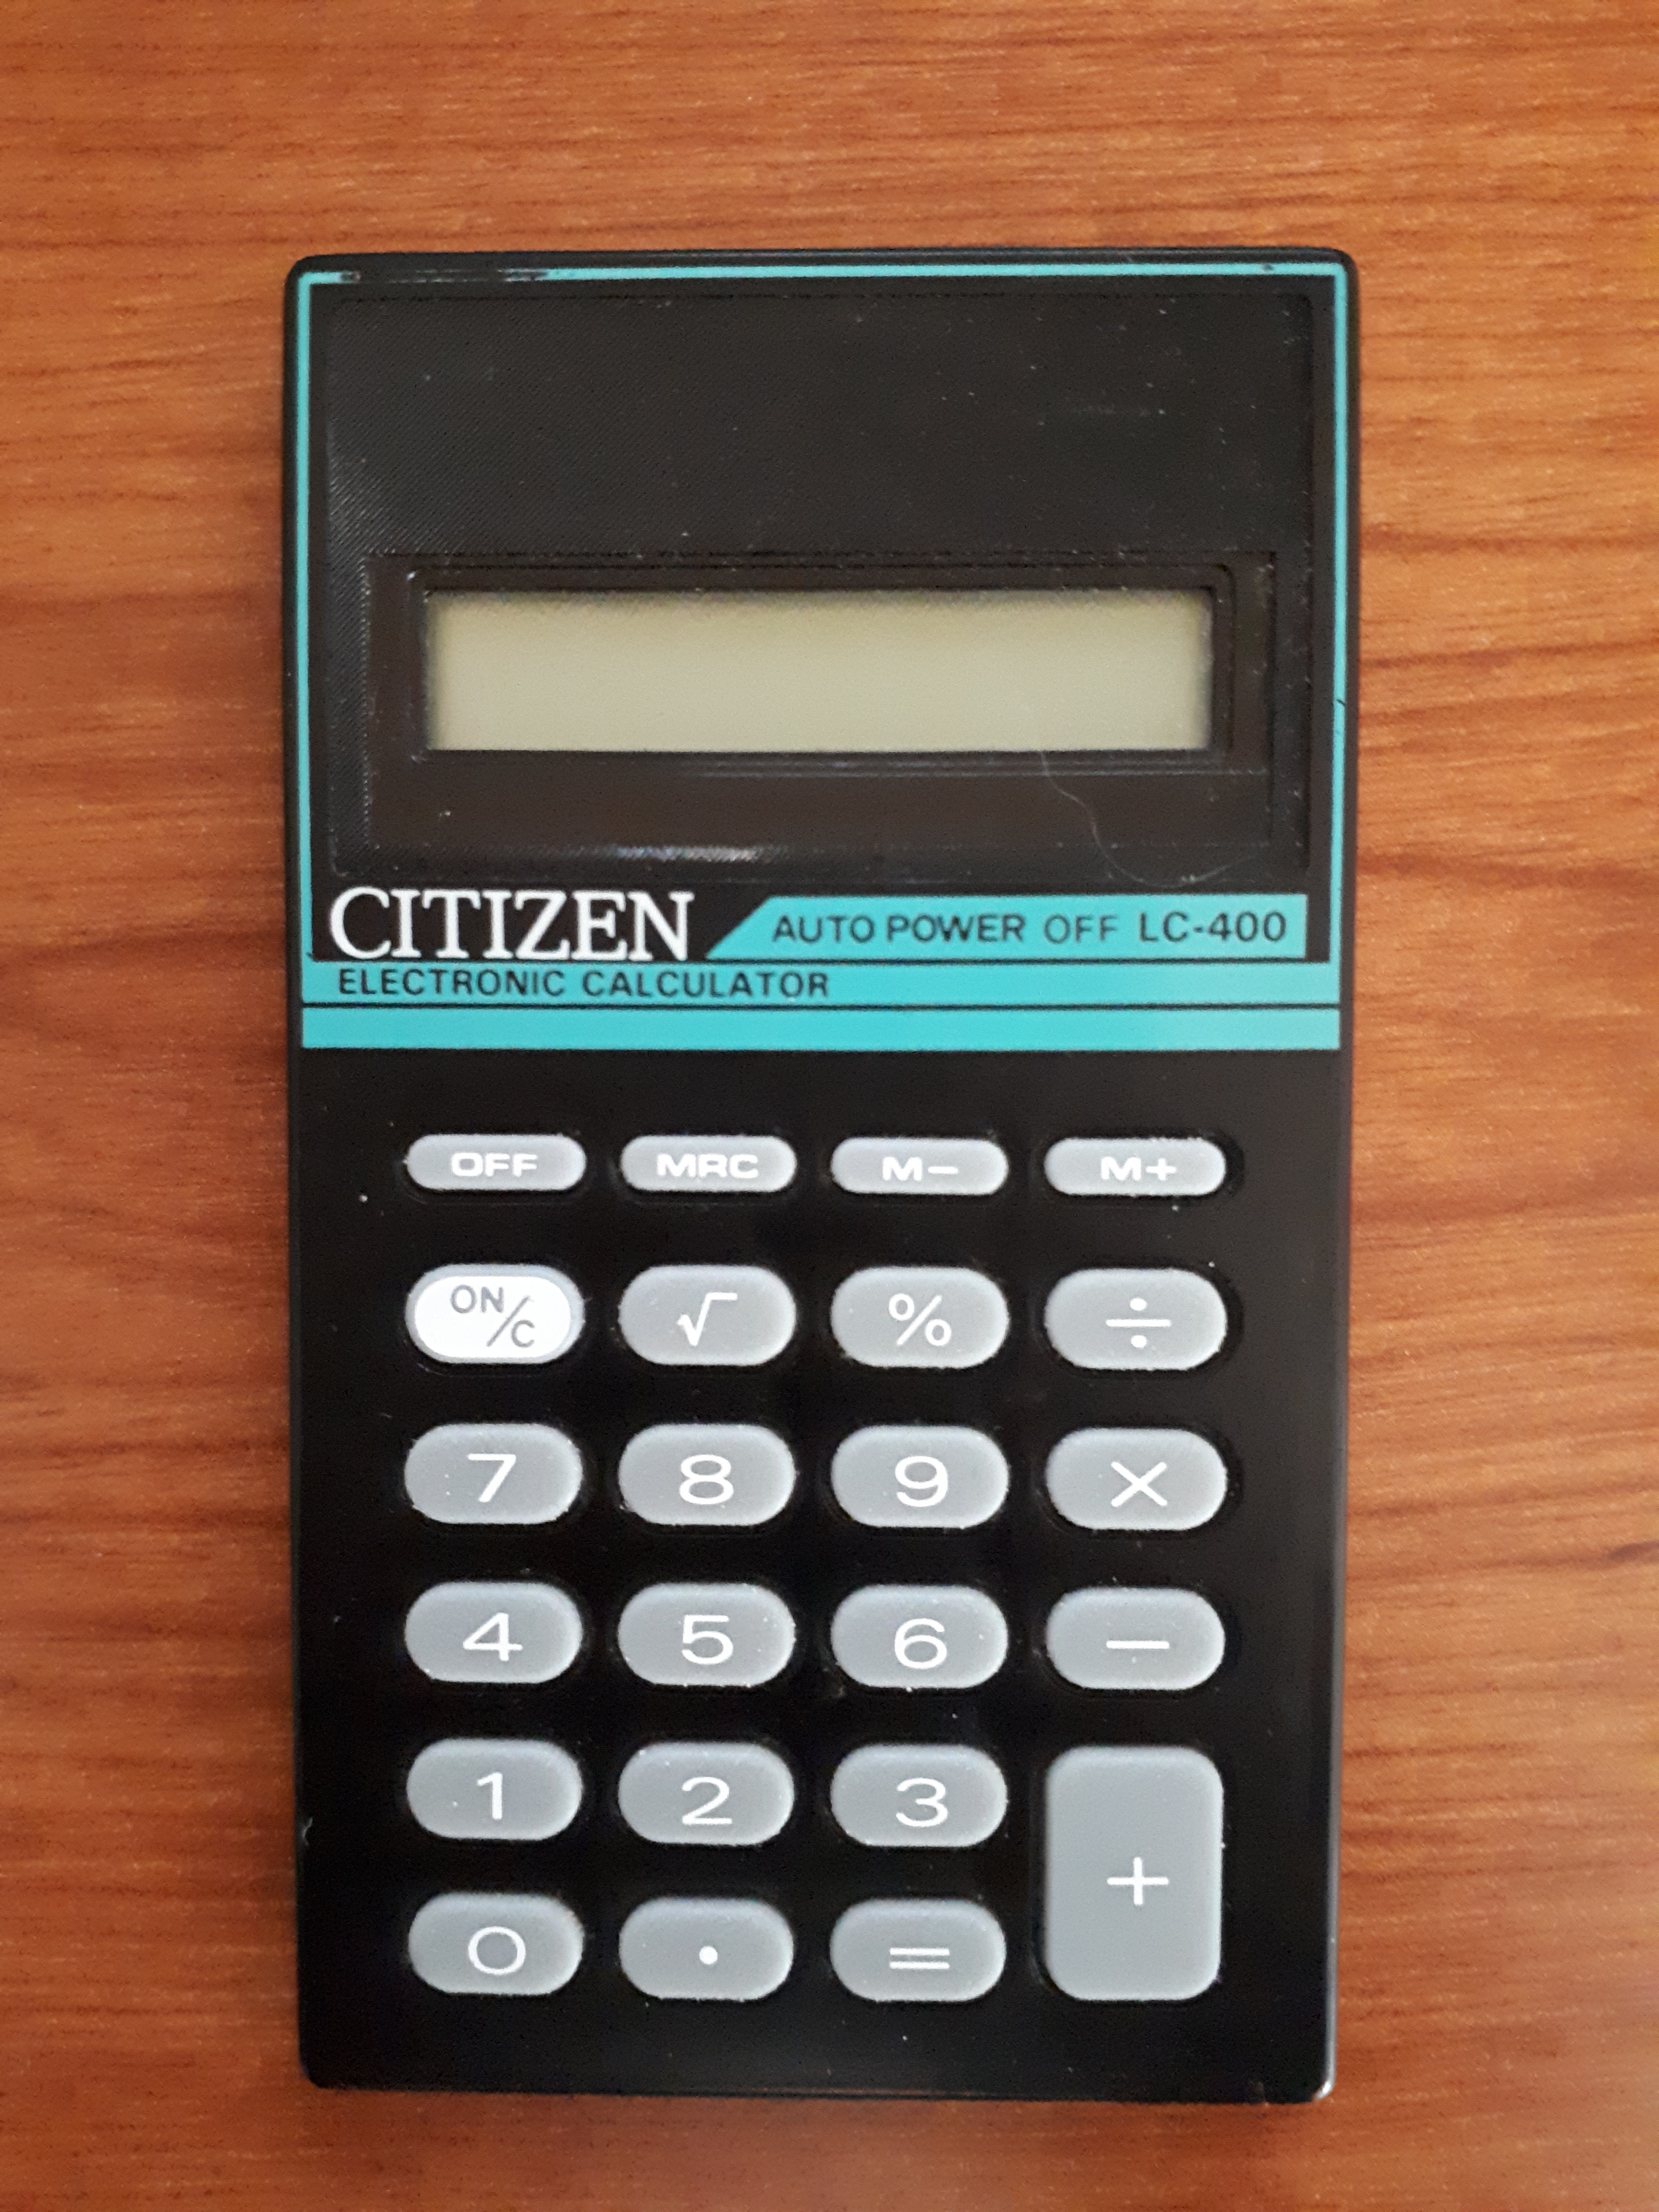 CITIZEN AUTO POWER OFF LC-400
ELECTRONIC CALCULATOR
OFF MRC M− M+
ON/C √ % ÷
7 8 9 ×
4 5 6 −
1 2 3
+
0 . =